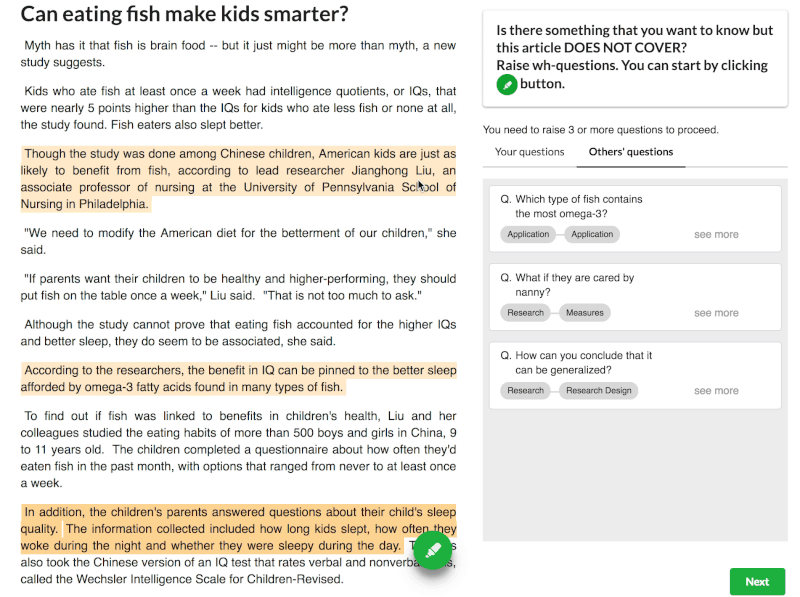 Can eating fish make kids smarter?
Myth has it that fish is brain food -- but it just might be more than myth, a new
study suggests.
Kids who ate fish at least once a week had intelligence quotients, or IQs, that
were nearly 5 points higher than the IQs for kids who ate less fish or none at all,
the study found. Fish eaters also slept better.
Though the study was done among Chinese children, American kids are just as
likely to benefit from fish, according to lead researcher Jianghong Liu, an
associate professor of nursing at the University of Pennsylvania School of
Nursing in Philadelphia.
"We need to modify the American diet for the betterment of our children," she
said.
"If parents want their children to be healthy and higher-performing, they should
put fish on the table once a week," Liu said. "That is not too much to ask."
Although the study cannot prove that eating fish accounted for the higher IQs
and better sleep, they do seem to be associated, she said.
According to the researchers, the benefit in IQ can be pinned to the better sleep
afforded by omega-3 fatty acids found in many types of fish.
To find out if fish was linked to benefits in children's health, Liu and her
colleagues studied the eating habits of more than 500 boys and girls in China, 9
to 11 years old. The children completed a questionnaire about how often they'd
eaten fish in the past month, with options that ranged from never to at least once
a week.
In addition, the children's parents answered questions about their child's sleep
quality. The information collected included how long kids slept, how often they
woke during the night and whether they were sleepy during the day.
also took the Chinese version of an IQ test that rates verbal and
called the Wechsler Intelligence Scale for Children-Revised.
Is there something that you want to know but
this article DOES NOT COVER?
Raise wh-questions. You can start by clicking
button.
You need to raise 3 or more questions to proceed.
Your questions Others' questions
Q. Which type of fish contains
the most omega-3?
Application Application see more
Q. What if they are cared by
nanny?
Research Measures see more
Q. How can you conclude that it
can be generalized?
Research Research Design see more
Next